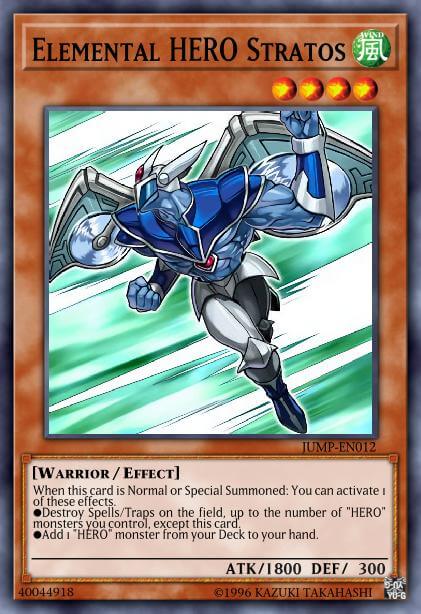 Elemental HERO Stratos
WIND
風
JUMP-EN012
[Warrior / Effect]
When this card is Normal or Special Summoned: You can activate 1
of these effects.
●Destroy Spells/Traps on the field, up to the number of "HERO"
monsters you control, except this card.
●Add 1 "HERO" monster from your Deck to your hand.
ATK/1800 DEF/ 300
40044918
©1996 KAZUKI TAKAHASHI